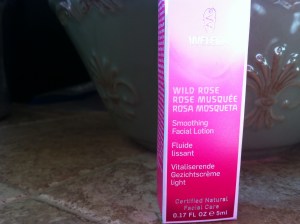 WELEDA
WILD ROSE
ROSE MUSQUÉE
ROSA MOSQUETA
Smoothing
Facial Lotion
Fluide
lissant
Vitaliserende
Gezichtscrème
light
Certified Natural
Facial Care
0.17 FL OZ ℮ 5ml